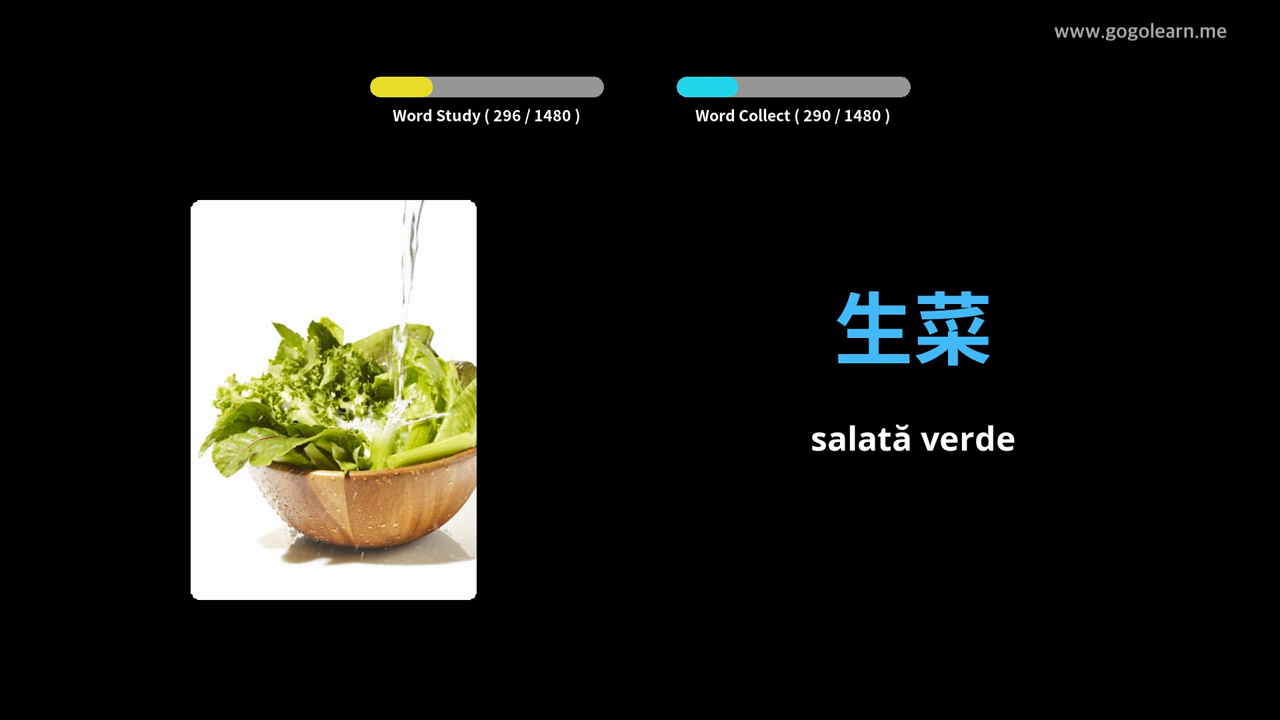 www.gogolearn.me
Word Study ( 296 / 1480 )
Word Collect ( 290 / 1480 )
生菜
salată verde